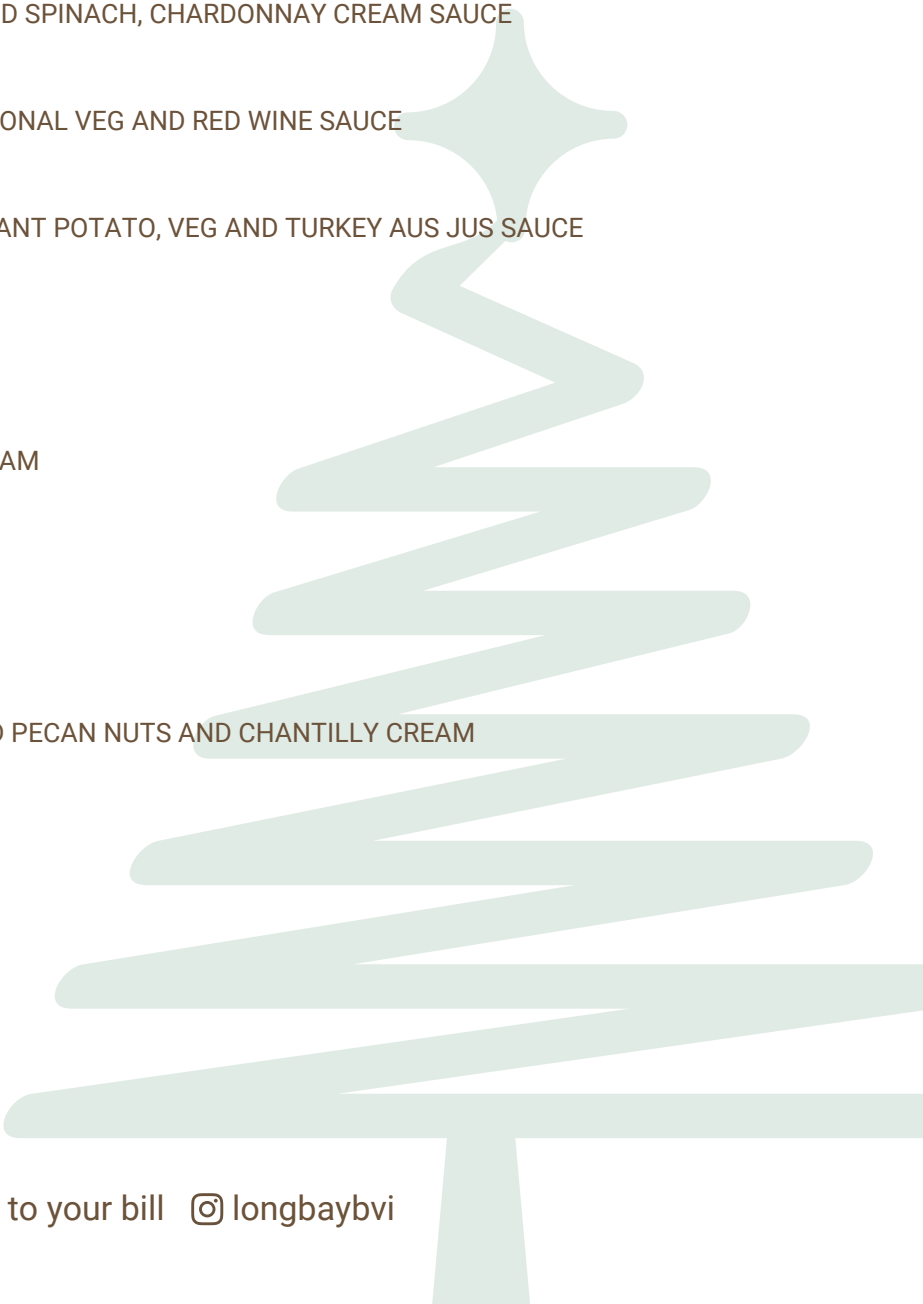 D SPINACH, CHARDONNAY CREAM SAUCE
ONAL VEG AND RED WINE SAUCE
ANT POTATO, VEG AND TURKEY AUS JUS SAUCE
AM
PECAN NUTS AND CHANTILLY CREAM
to your bill longbaybvi